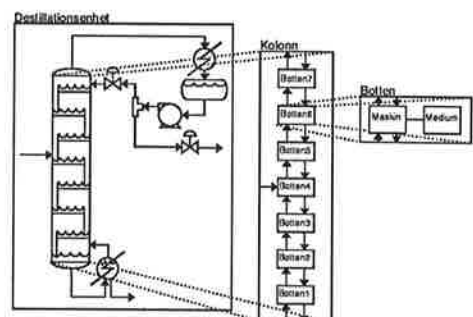 Destillationsenhet
Kolonn
Botten7
Botten6
Botten5
Botten4
Botten3
Botten2
Botten1
Botten
Maskin
Medium